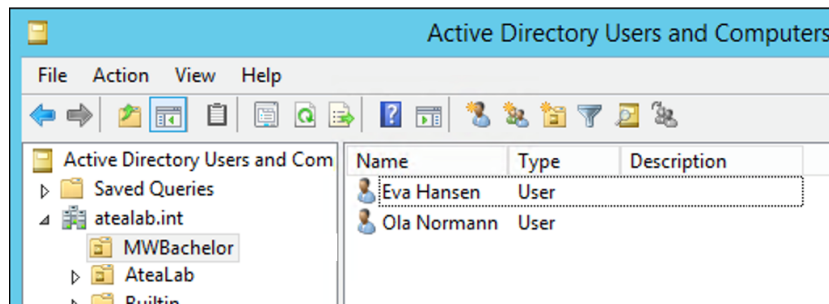 Active Directory Users and Computers
File Action View Help
Active Directory Users and Com
Name Type Description
Saved Queries
Eva Hansen User
atealab.int
Ola Normann User
MWBachelor
AteaLab
Builtin